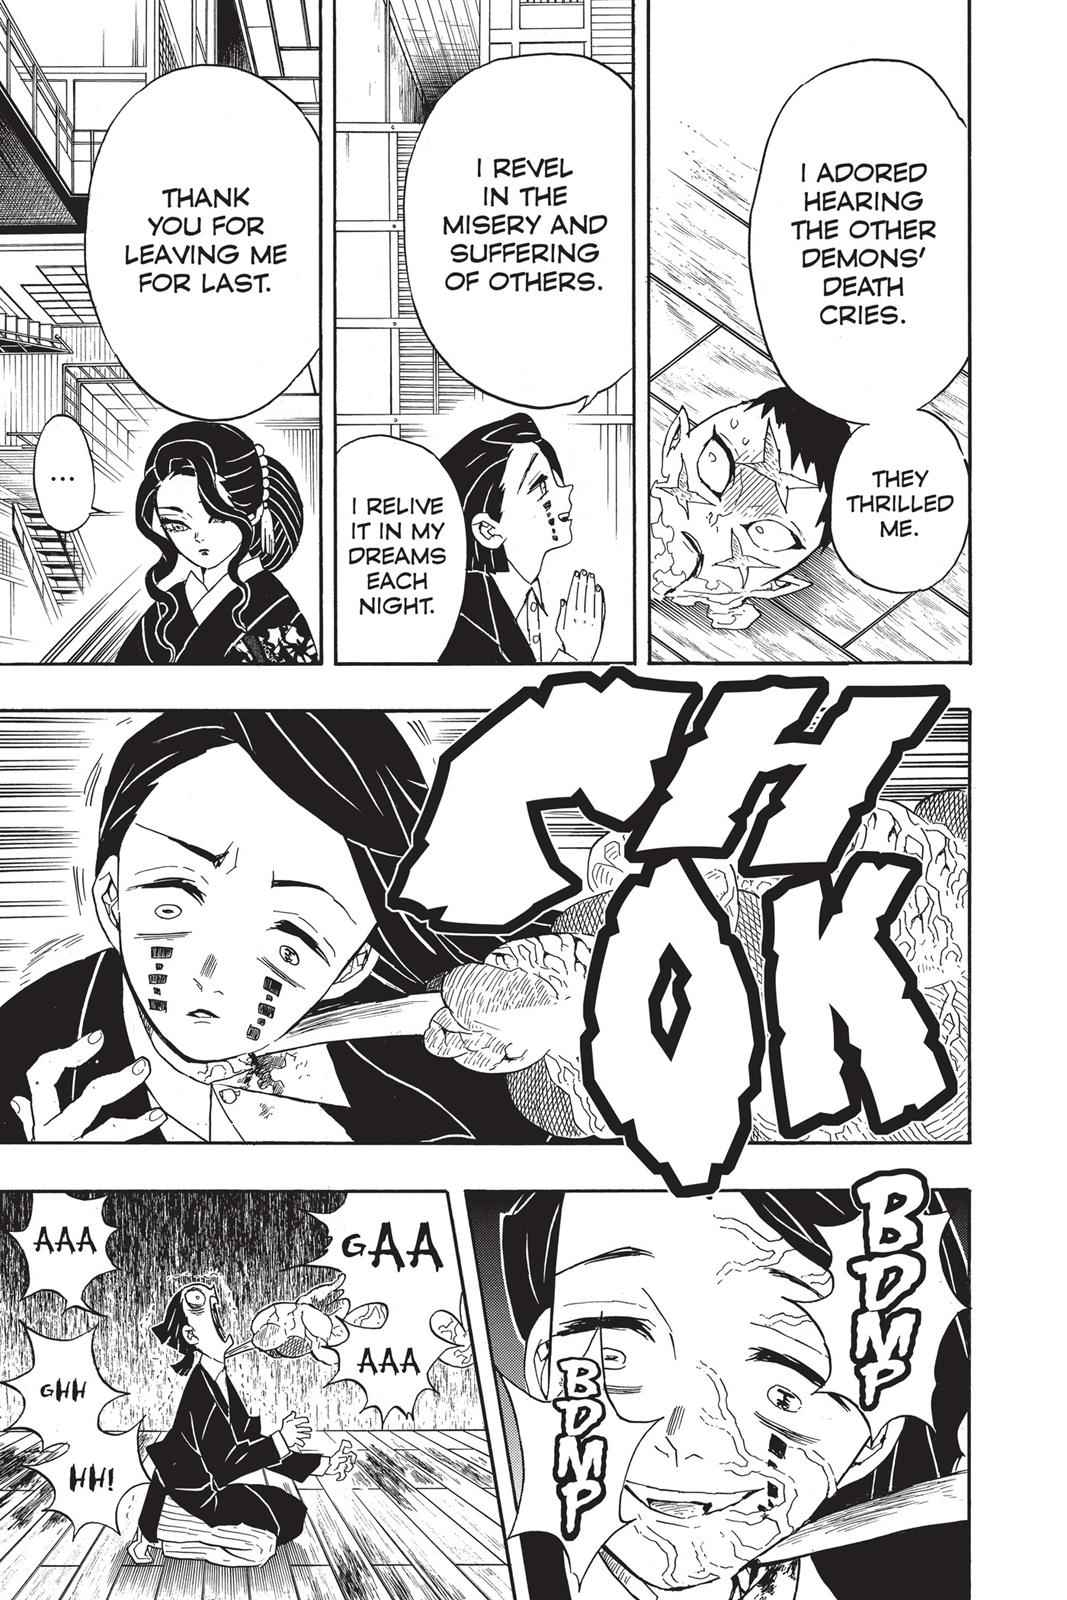 I ADORED
HEARING
THE OTHER
DEMONS'
DEATH
CRIES.
THEY
THRILLED
ME.
I REVEL
IN THE
MISERY AND
SUFFERING
OF OTHERS.
I RELIVE
IT IN MY
DREAMS
EACH
NIGHT.
THANK
YOU FOR
LEAVING ME
FOR LAST.
...
CH
OK
BDMP
BDMP
GAA
AAA
AAA
GHH
HH!